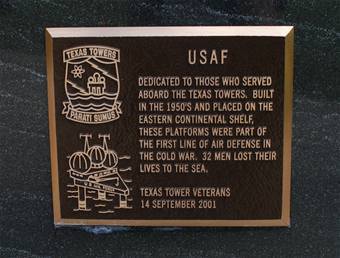 TEXAS TOWERS
PARATI SUMUS
USAF
DEDICATED TO THOSE WHO SERVED
ABOARD THE TEXAS TOWERS. BUILT
IN THE 1950'S AND PLACED ON THE
EASTERN CONTINENTAL SHELF,
THESE PLATFORMS WERE PART OF
THE FIRST LINE OF AIR DEFENSE IN
THE COLD WAR. 32 MEN LOST THEIR
LIVES TO THE SEA.
TEXAS TOWER VETERANS
14 SEPTEMBER 2001
U.S. AIR FORCE